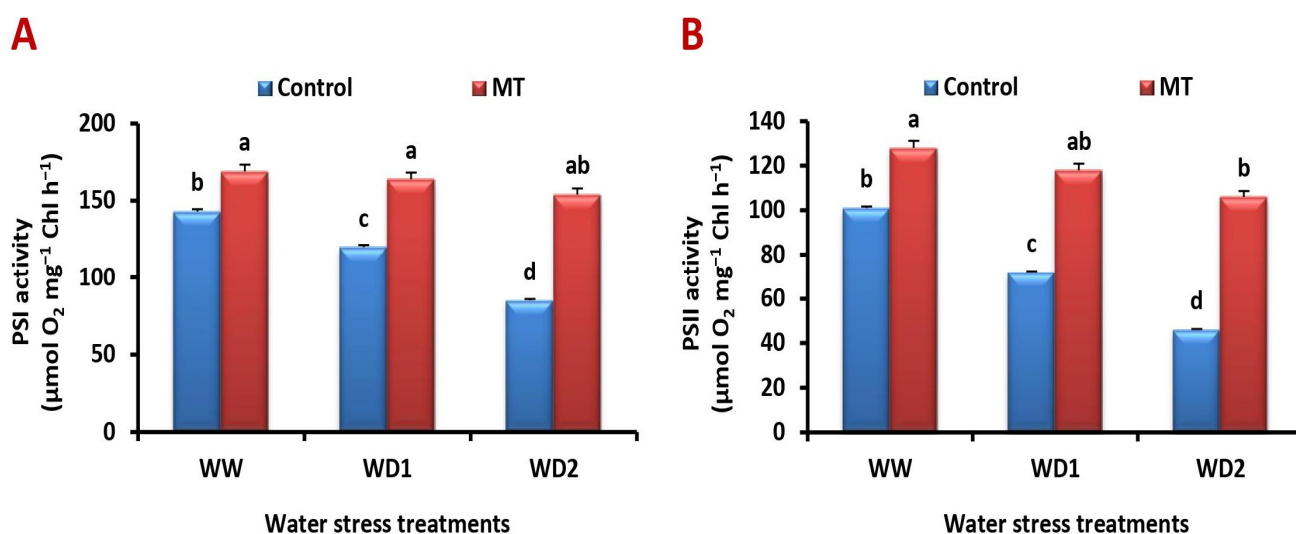 A
Control MT
PSI activity
(µmol O₂ mg⁻¹ Chl h⁻¹)
200
150
100
50
0
b a
c a
d ab
WW WD1 WD2
Water stress treatments
B
Control MT
PSII activity
(µmol O₂ mg⁻¹ Chl h⁻¹)
140
120
100
80
60
40
20
0
b a
c ab
d b
WW WD1 WD2
Water stress treatments